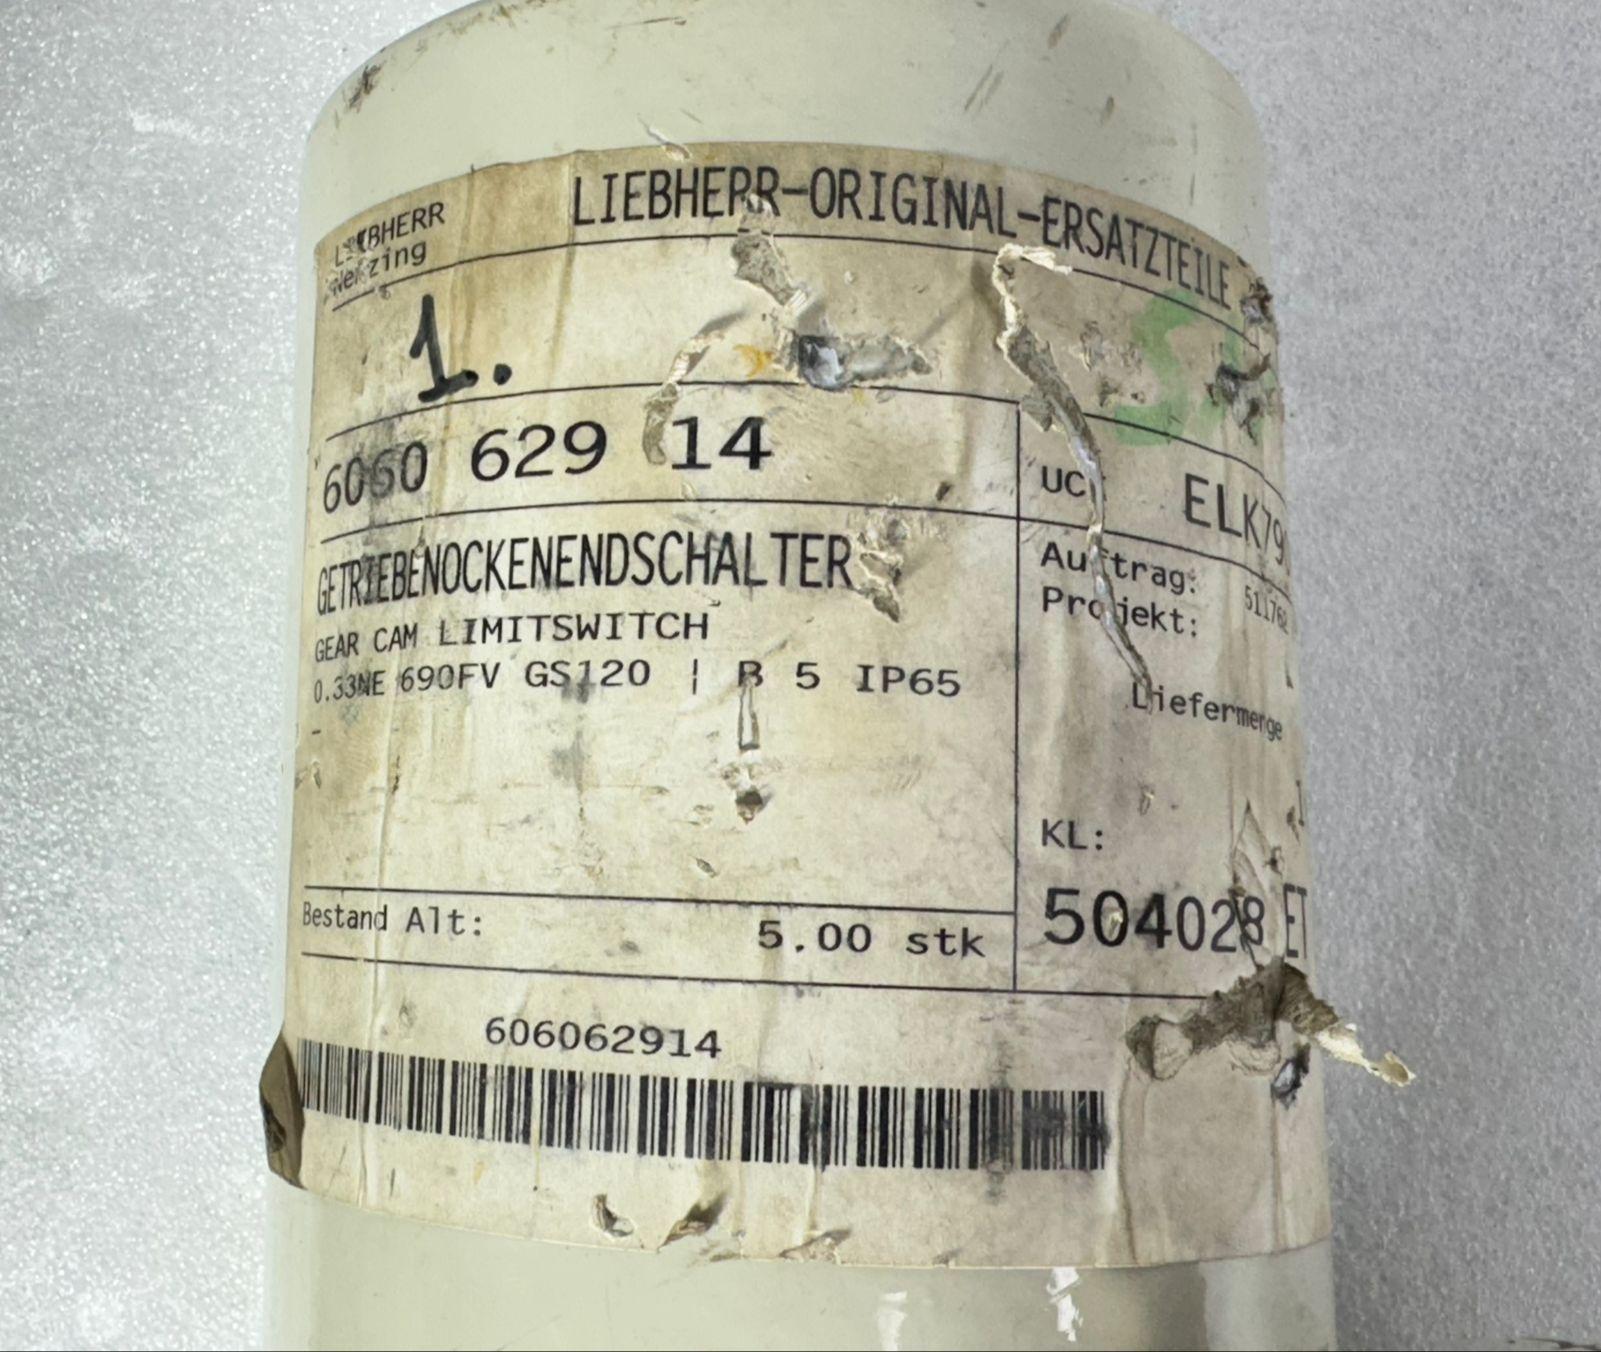 LIEBHERR
Nenzing
LIEBHERR-ORIGINAL-ERSATZTEILE
1..
6060 629 14
ELK79
GETRIEBENOCKENENDSCHALTER
GEAR CAM LIMITSWITCH
0.33NE 690FV GS120 | B 5 IP65
-
Auftrag: 511762
Projekt:
Liefermenge
KL:
504028 ET
Bestand Alt: 5.00 stk
606062914